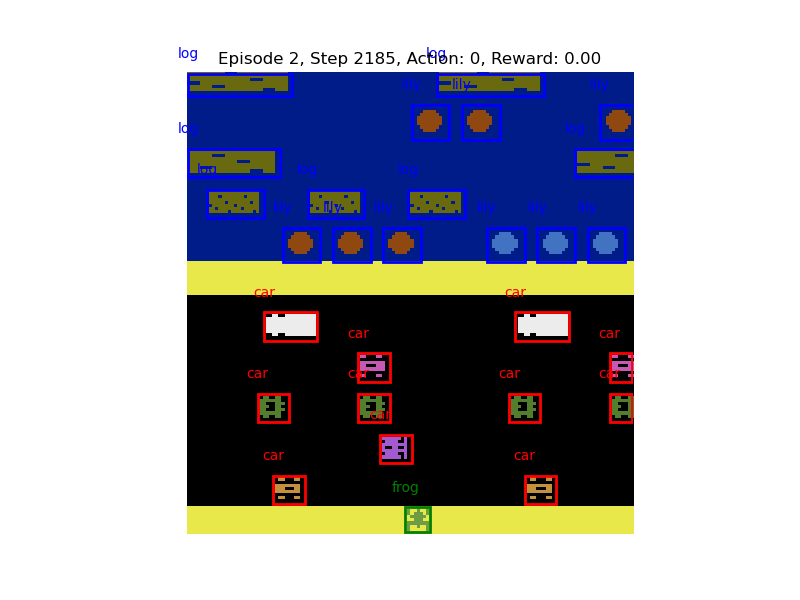 log log
Episode 2, Step 2185, Action: 0, Reward: 0.00
lily lily lily
log log
log log log
lily lily lily lily lily lily
car car
car car
car car car car
car
car car
frog